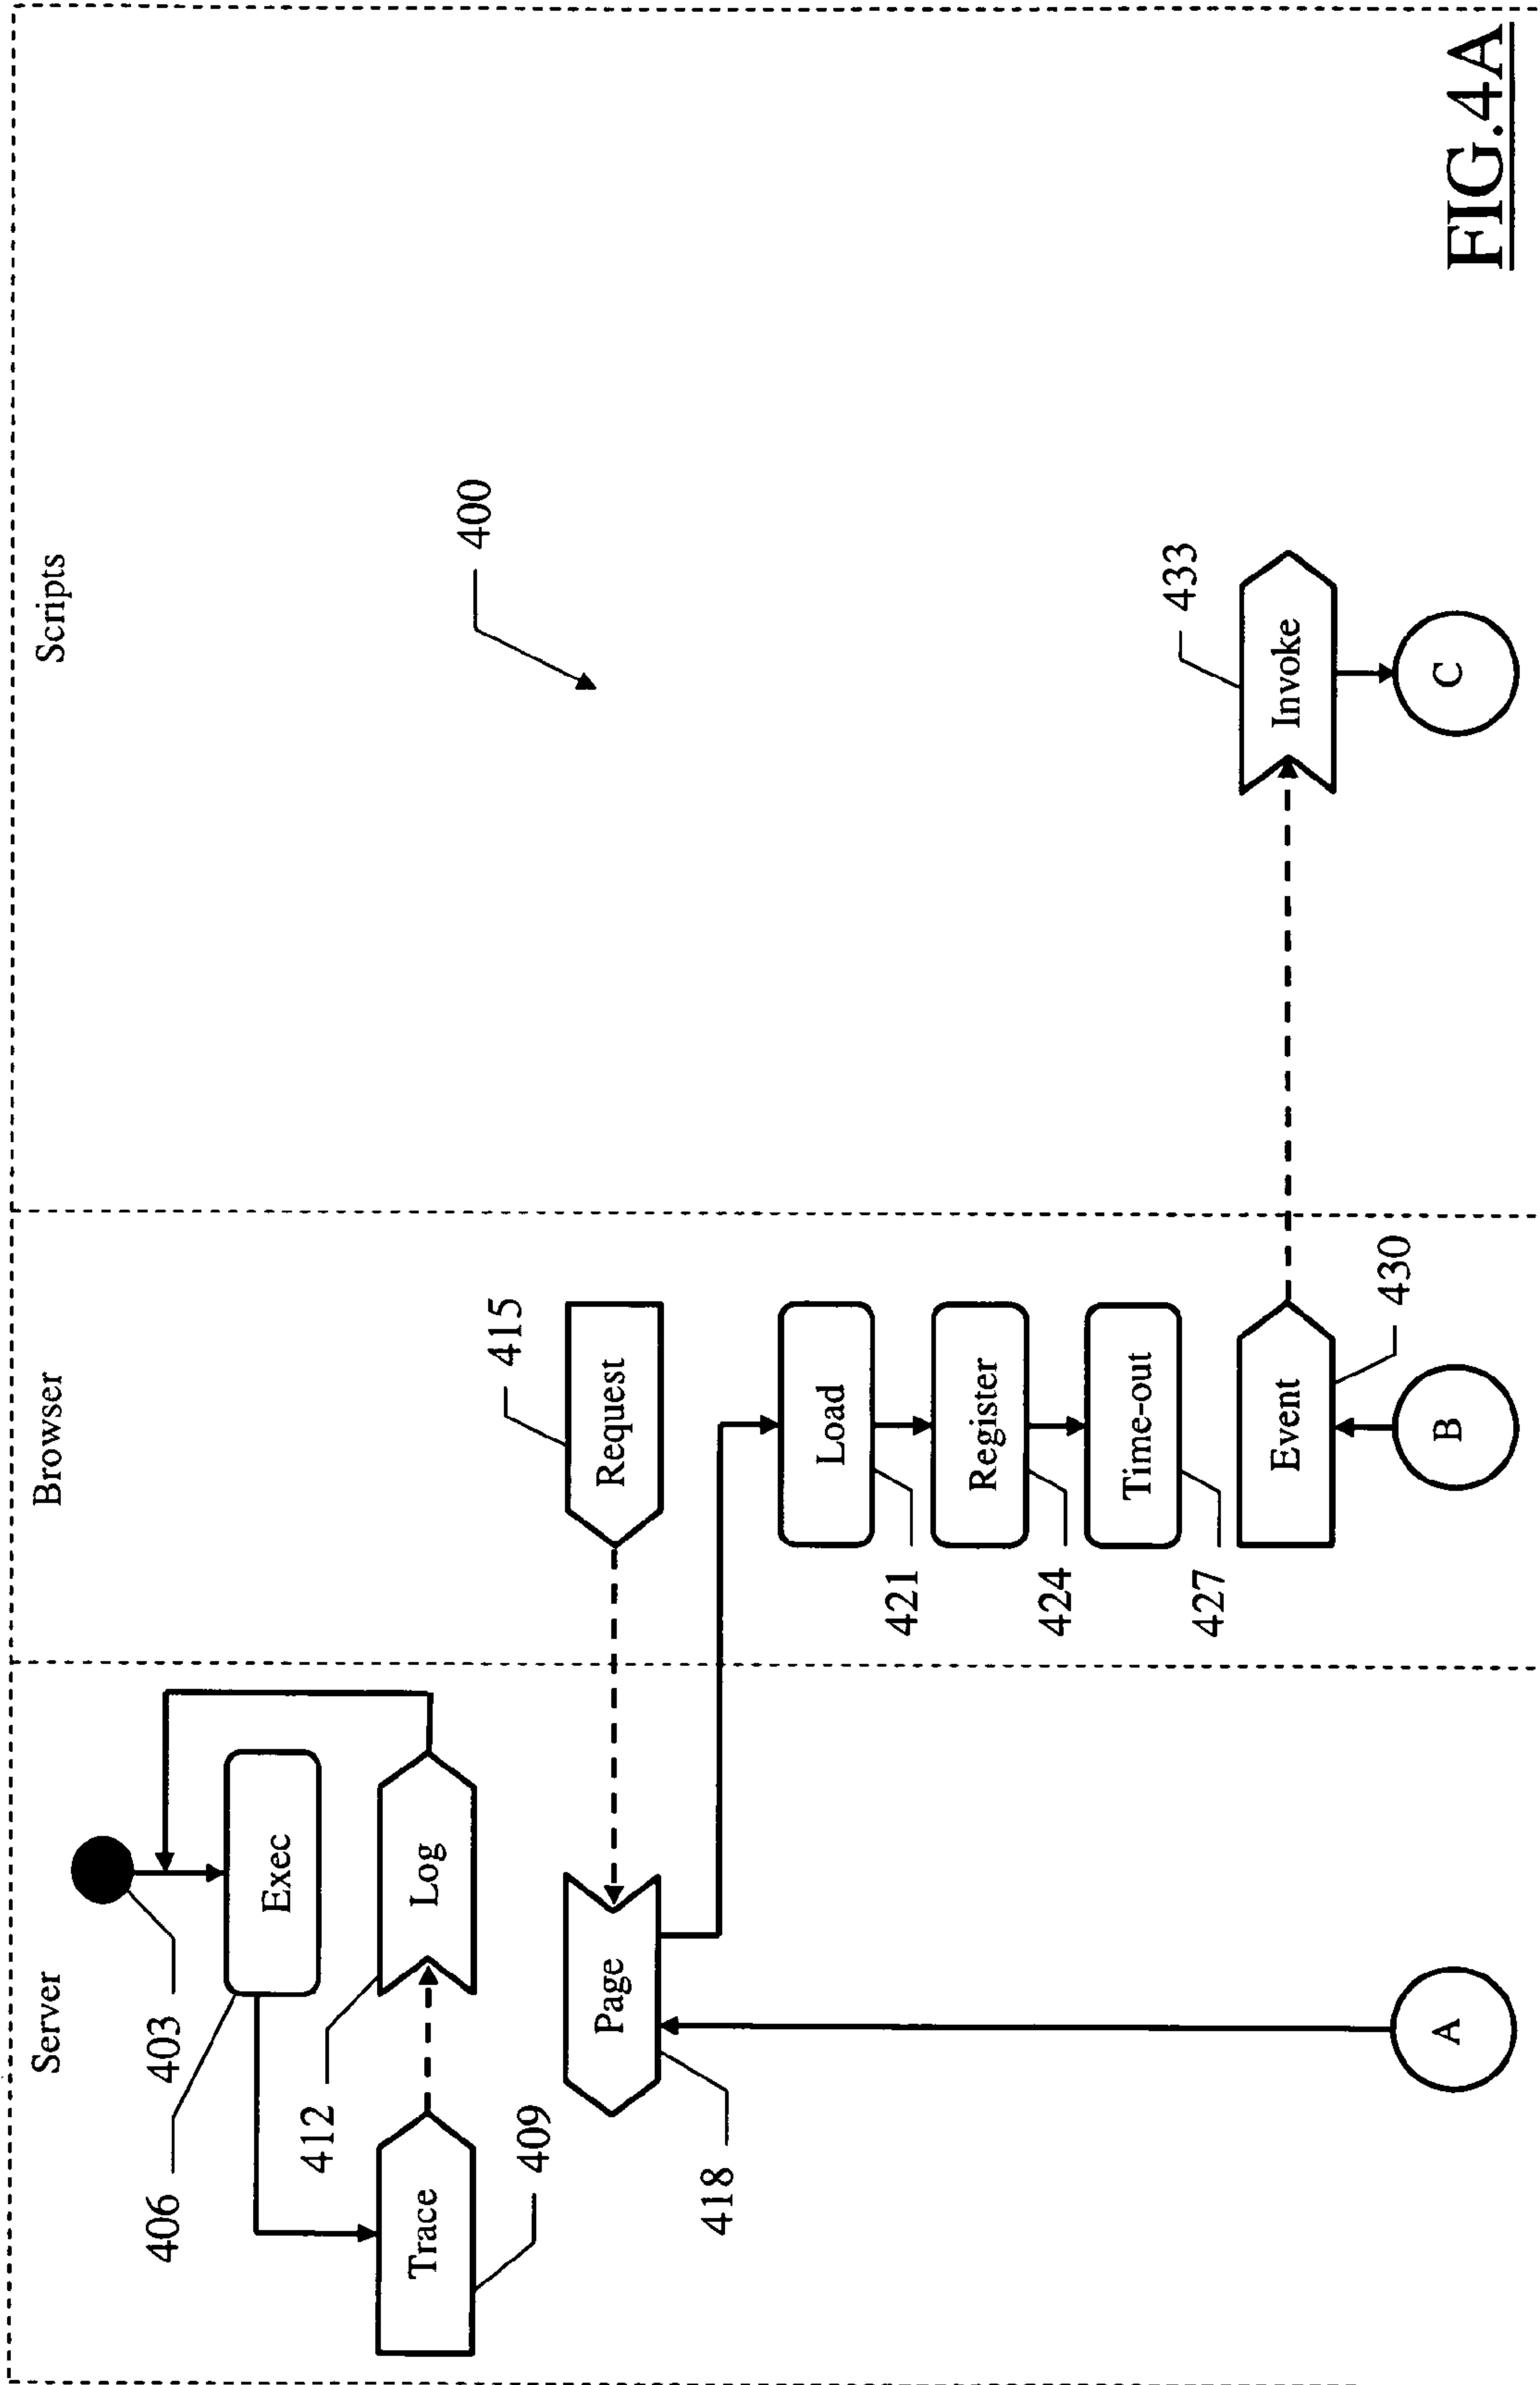 Server
Browser
Scripts
403
406
Exec
412
Log
Trace
409
400
415
Request
Page
418
Load
421
Register
424
Time-out
427
433
Event
Invoke
430
A
B
C
FIG.4A